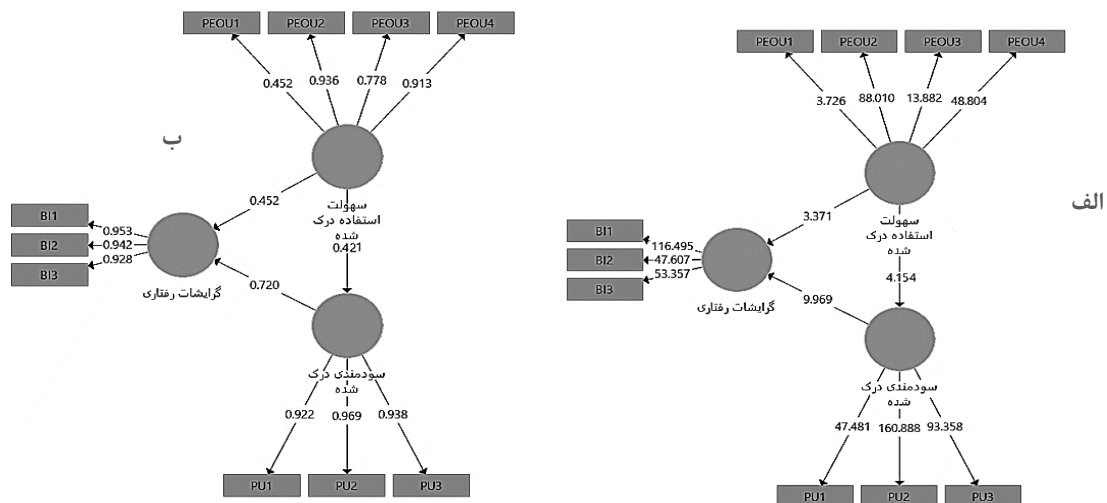 PEOU1 PEOU2 PEOU3 PEOU4
0.452 0.936 0.778 0.913
ب
0.452
سهولت
استفاده درک
شده
0.421
BI1
BI2
BI3
0.953
0.942
0.928
گرایشات رفتاری
0.720
سودمندی درک
شده
0.922 0.969 0.938
PU1 PU2 PU3
PEOU1 PEOU2 PEOU3 PEOU4
3.726 88.010 13.882 48.804
الف
3.371
سهولت
استفاده درک
شده
4.154
BI1
BI2
BI3
116.495
47.607
53.357
گرایشات رفتاری
9.969
سودمندی درک
شده
47.481 160.888 93.358
PU1 PU2 PU3